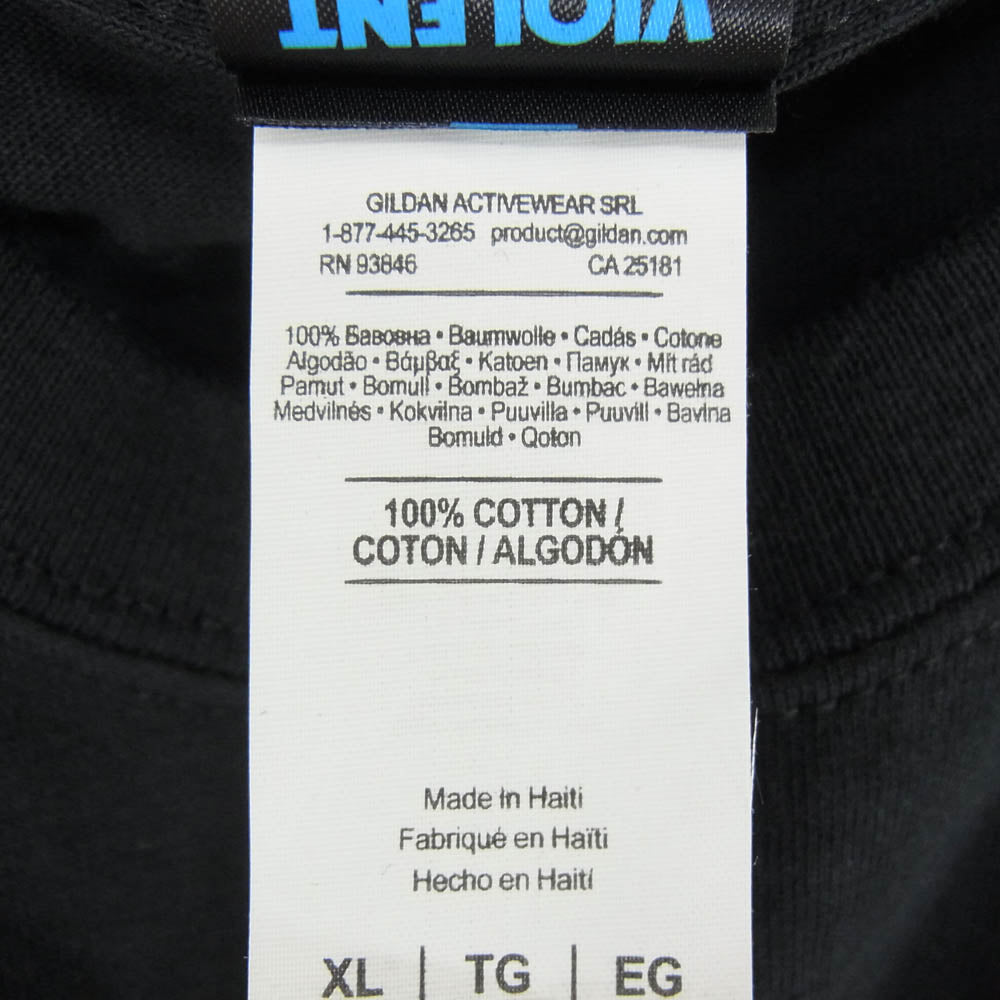 VIOLENT
GILDAN ACTIVEWEAR SRL
1-877-445-3265 product@gildan.com
RN 93846 CA 25181
100% Бавовна • Baumwolle • Cadás • Cotone
Algodão • Βάμβαξ • Katoen • Памук • Mít rád
Pamut • Bomull • Bombaž • Bumbac • Bawełna
Medvilnės • Kokvilna • Puuvilla • Puuvill • Bavlna
Bomuld • Qoton
100% COTTON /
COTON / ALGODÓN
Made in Haiti
Fabriqué en Haïti
Hecho en Haití
XL | TG | EG